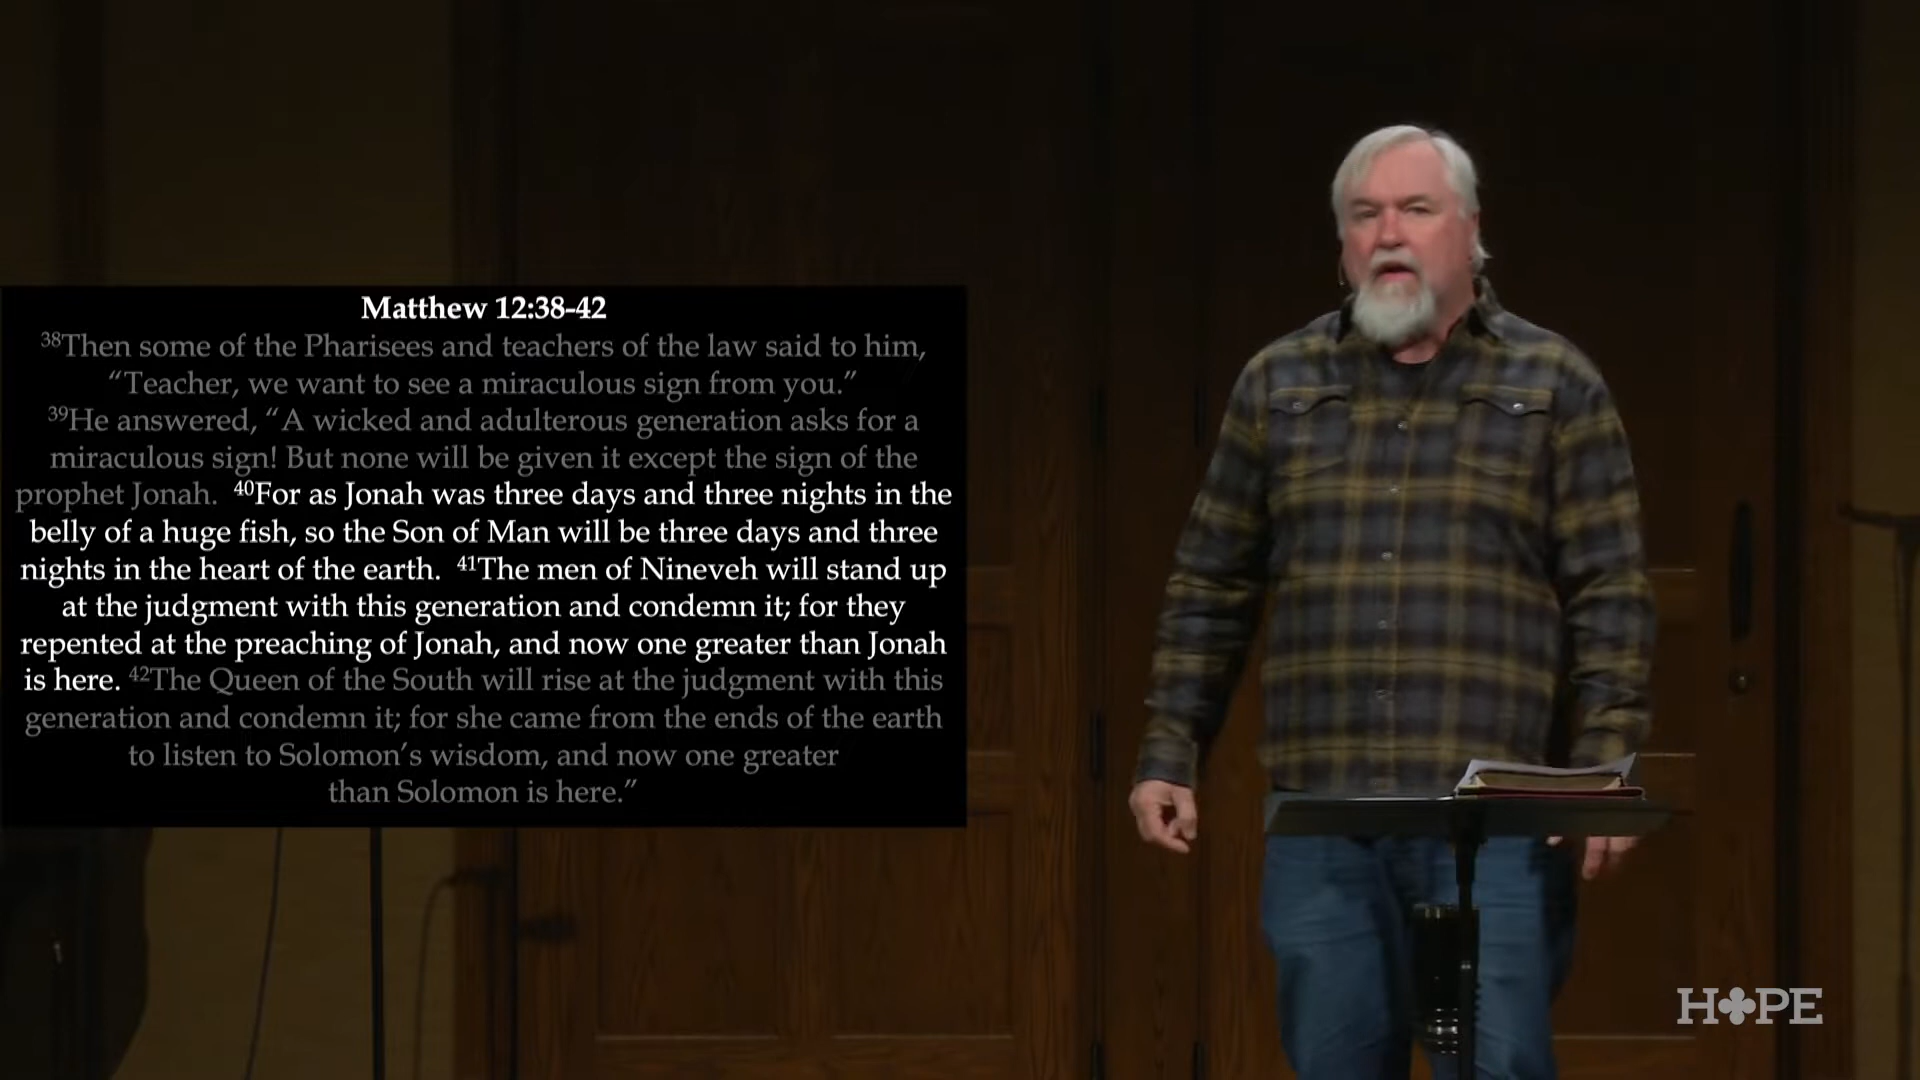 Matthew 12:38-42
38Then some of the Pharisees and teachers of the law said to him,
“Teacher, we want to see a miraculous sign from you.”
39He answered, “A wicked and adulterous generation asks for a
miraculous sign! But none will be given it except the sign of the
prophet Jonah. 40For as Jonah was three days and three nights in the
belly of a huge fish, so the Son of Man will be three days and three
nights in the heart of the earth. 41The men of Nineveh will stand up
at the judgment with this generation and condemn it; for they
repented at the preaching of Jonah, and now one greater than Jonah
is here. 42The Queen of the South will rise at the judgment with this
generation and condemn it; for she came from the ends of the earth
to listen to Solomon’s wisdom, and now one greater
than Solomon is here.”
HOPE